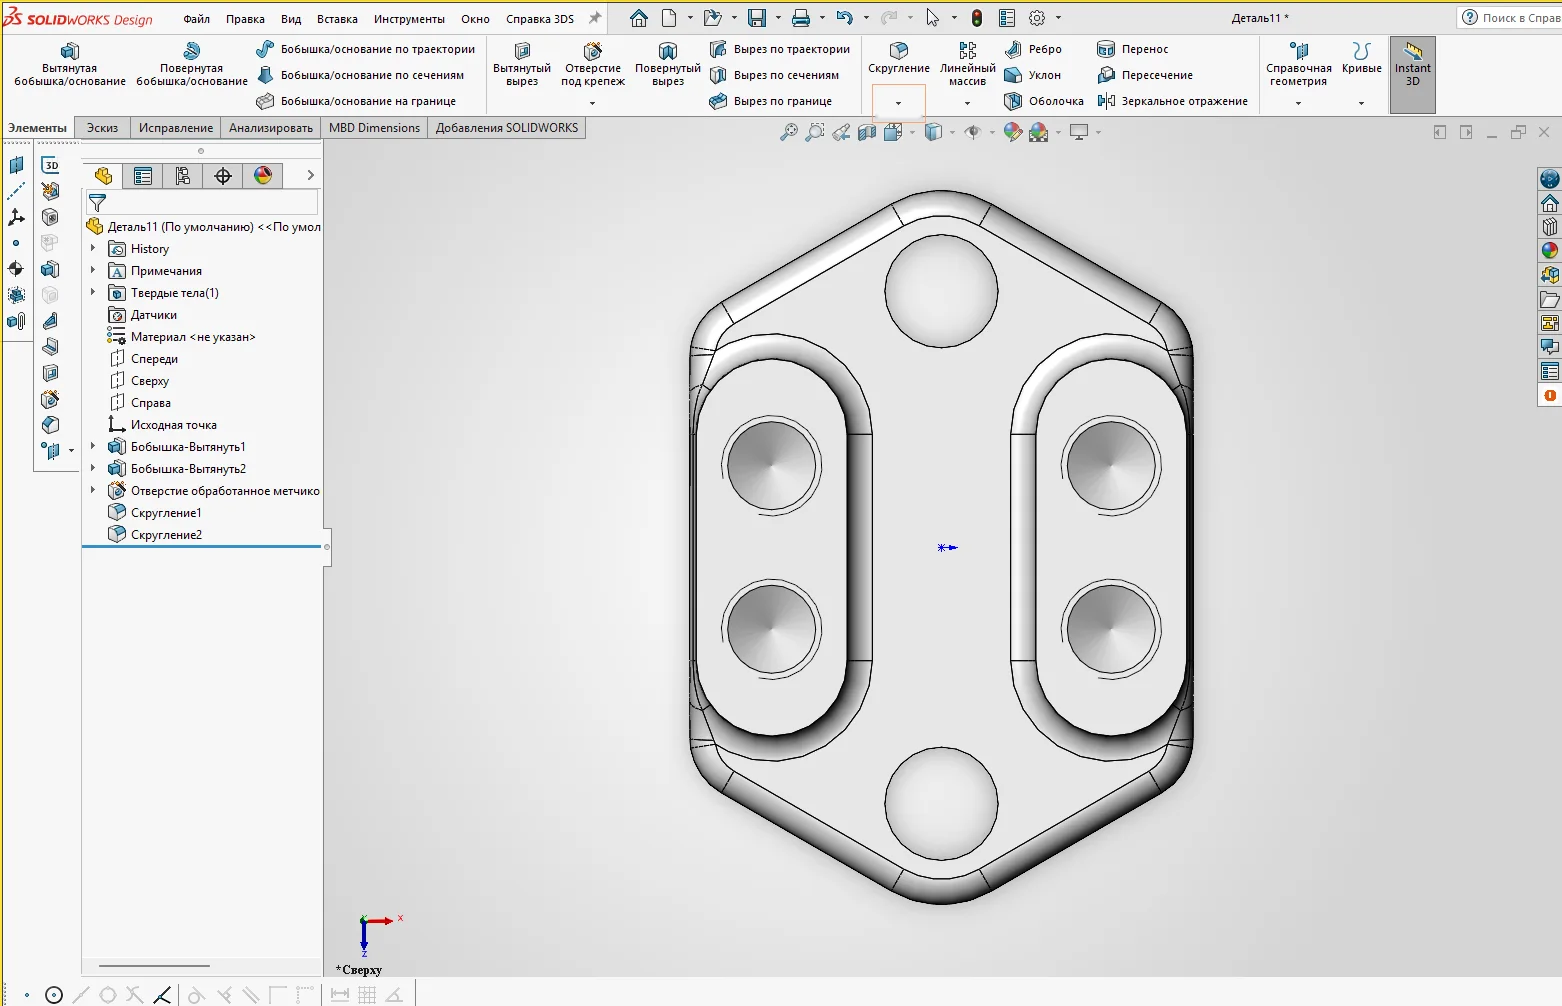 SOLIDWORKS Design
Файл Правка Вид Вставка Инструменты Окно Справка 3DS
Деталь11 *
Поиск в Справ
Вытянутая бобышка/основание
Повернутая бобышка/основание
Бобышка/основание по траектории
Бобышка/основание по сечениям
Бобышка/основание на границе
Вытянутый вырез
Отверстие под крепеж
Повернутый вырез
Вырез по траектории
Вырез по сечениям
Вырез по границе
Скругление
Линейный массив
Ребро
Уклон
Оболочка
Перенос
Пересечение
Зеркальное отражение
Справочная геометрия
Кривые
Instant 3D
Элементы Эскиз Исправление Анализировать MBD Dimensions Добавления SOLIDWORKS
3D
Деталь11 (По умолчанию) <<По умол
History
Примечания
Твердые тела(1)
Датчики
Материал <не указан>
Спереди
Сверху
Справа
Исходная точка
Бобышка-Вытянуть1
Бобышка-Вытянуть2
Отверстие обработанное метчико
Скругление1
Скругление2
X
Z
*Сверху